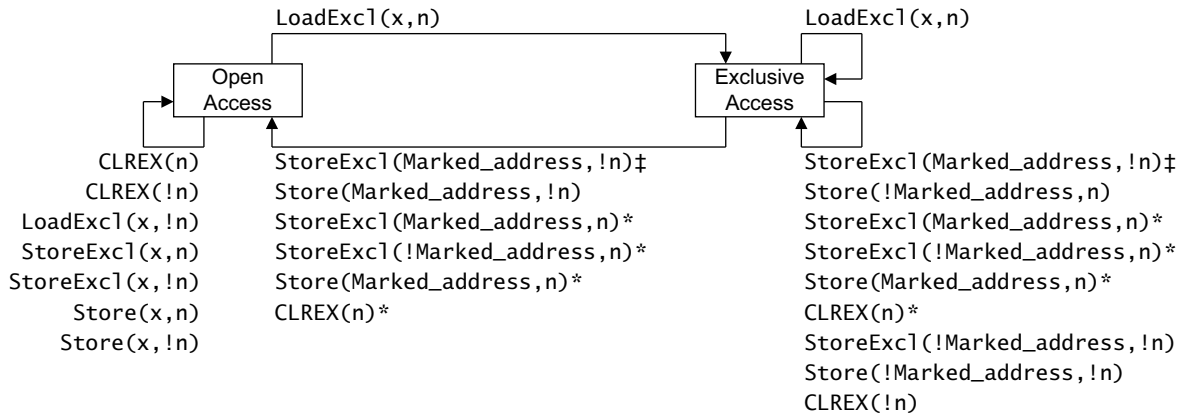 LoadExcl(x,n)
LoadExcl(x,n)
Open
Access
Exclusive
Access
CLREX(n)
CLREX(!n)
LoadExcl(x,!n)
StoreExcl(x,n)
StoreExcl(x,!n)
Store(x,n)
Store(x,!n)
StoreExcl(Marked_address,!n)‡
Store(Marked_address,!n)
StoreExcl(Marked_address,n)*
StoreExcl(!Marked_address,n)*
Store(Marked_address,n)*
CLREX(n)*
StoreExcl(Marked_address,!n)‡
Store(!Marked_address,n)
StoreExcl(Marked_address,n)*
StoreExcl(!Marked_address,n)*
Store(Marked_address,n)*
CLREX(n)*
StoreExcl(!Marked_address,!n)
Store(!Marked_address,!n)
CLREX(!n)